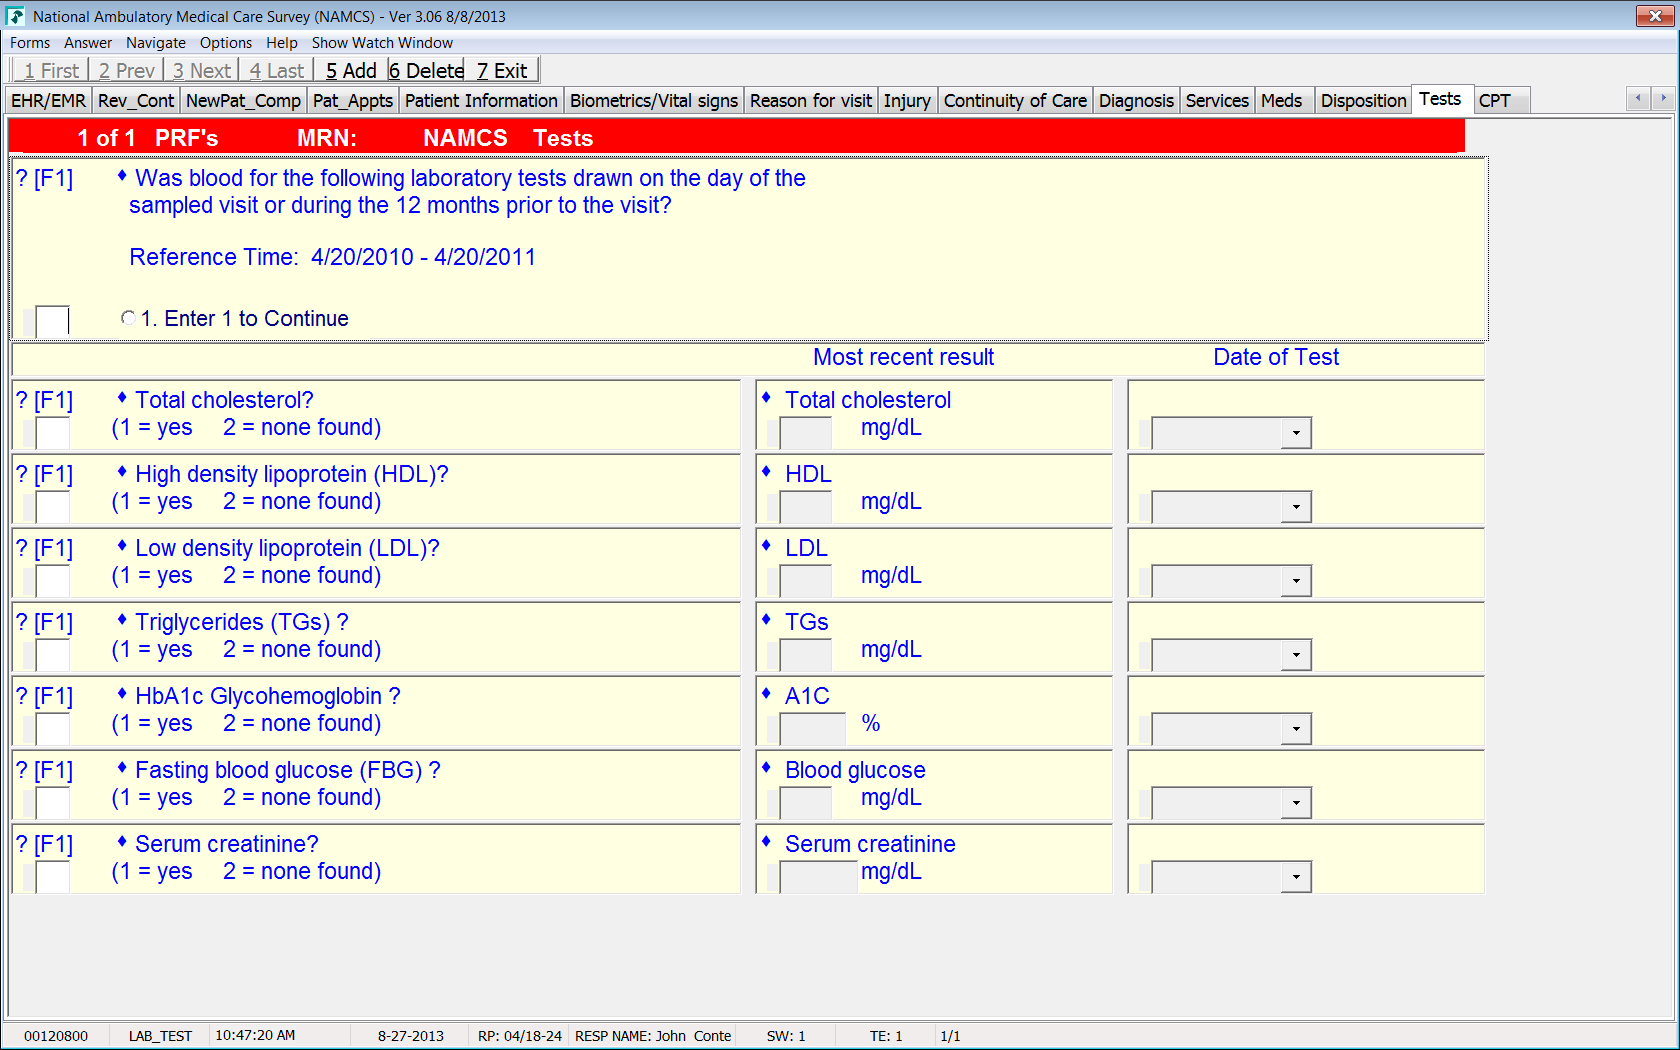 National Ambulatory Medical Care Survey (NAMCS) - Ver 3.06 8/8/2013
Forms Answer Navigate Options Help Show Watch Window
1 First 2 Prev 3 Next 4 Last 5 Add 6 Delete 7 Exit
EHR/EMR Rev_Cont NewPat_Comp Pat_Appts Patient Information Biometrics/Vital signs Reason for visit Injury Continuity of Care Diagnosis Services Meds Disposition Tests CPT
1 of 1 PRF's MRN: NAMCS Tests
? [F1] ♦ Was blood for the following laboratory tests drawn on the day of the
sampled visit or during the 12 months prior to the visit?
Reference Time: 4/20/2010 - 4/20/2011
1. Enter 1 to Continue
Most recent result Date of Test
? [F1] ♦ Total cholesterol? ♦ Total cholesterol
(1 = yes 2 = none found) mg/dL
? [F1] ♦ High density lipoprotein (HDL)? ♦ HDL
(1 = yes 2 = none found) mg/dL
? [F1] ♦ Low density lipoprotein (LDL)? ♦ LDL
(1 = yes 2 = none found) mg/dL
? [F1] ♦ Triglycerides (TGs) ? ♦ TGs
(1 = yes 2 = none found) mg/dL
? [F1] ♦ HbA1c Glycohemoglobin ? ♦ A1C
(1 = yes 2 = none found) %
? [F1] ♦ Fasting blood glucose (FBG) ? ♦ Blood glucose
(1 = yes 2 = none found) mg/dL
? [F1] ♦ Serum creatinine? ♦ Serum creatinine
(1 = yes 2 = none found) mg/dL
00120800 LAB_TEST 10:47:20 AM 8-27-2013 RP: 04/18-24 RESP NAME: John Conte SW: 1 TE: 1 1/1